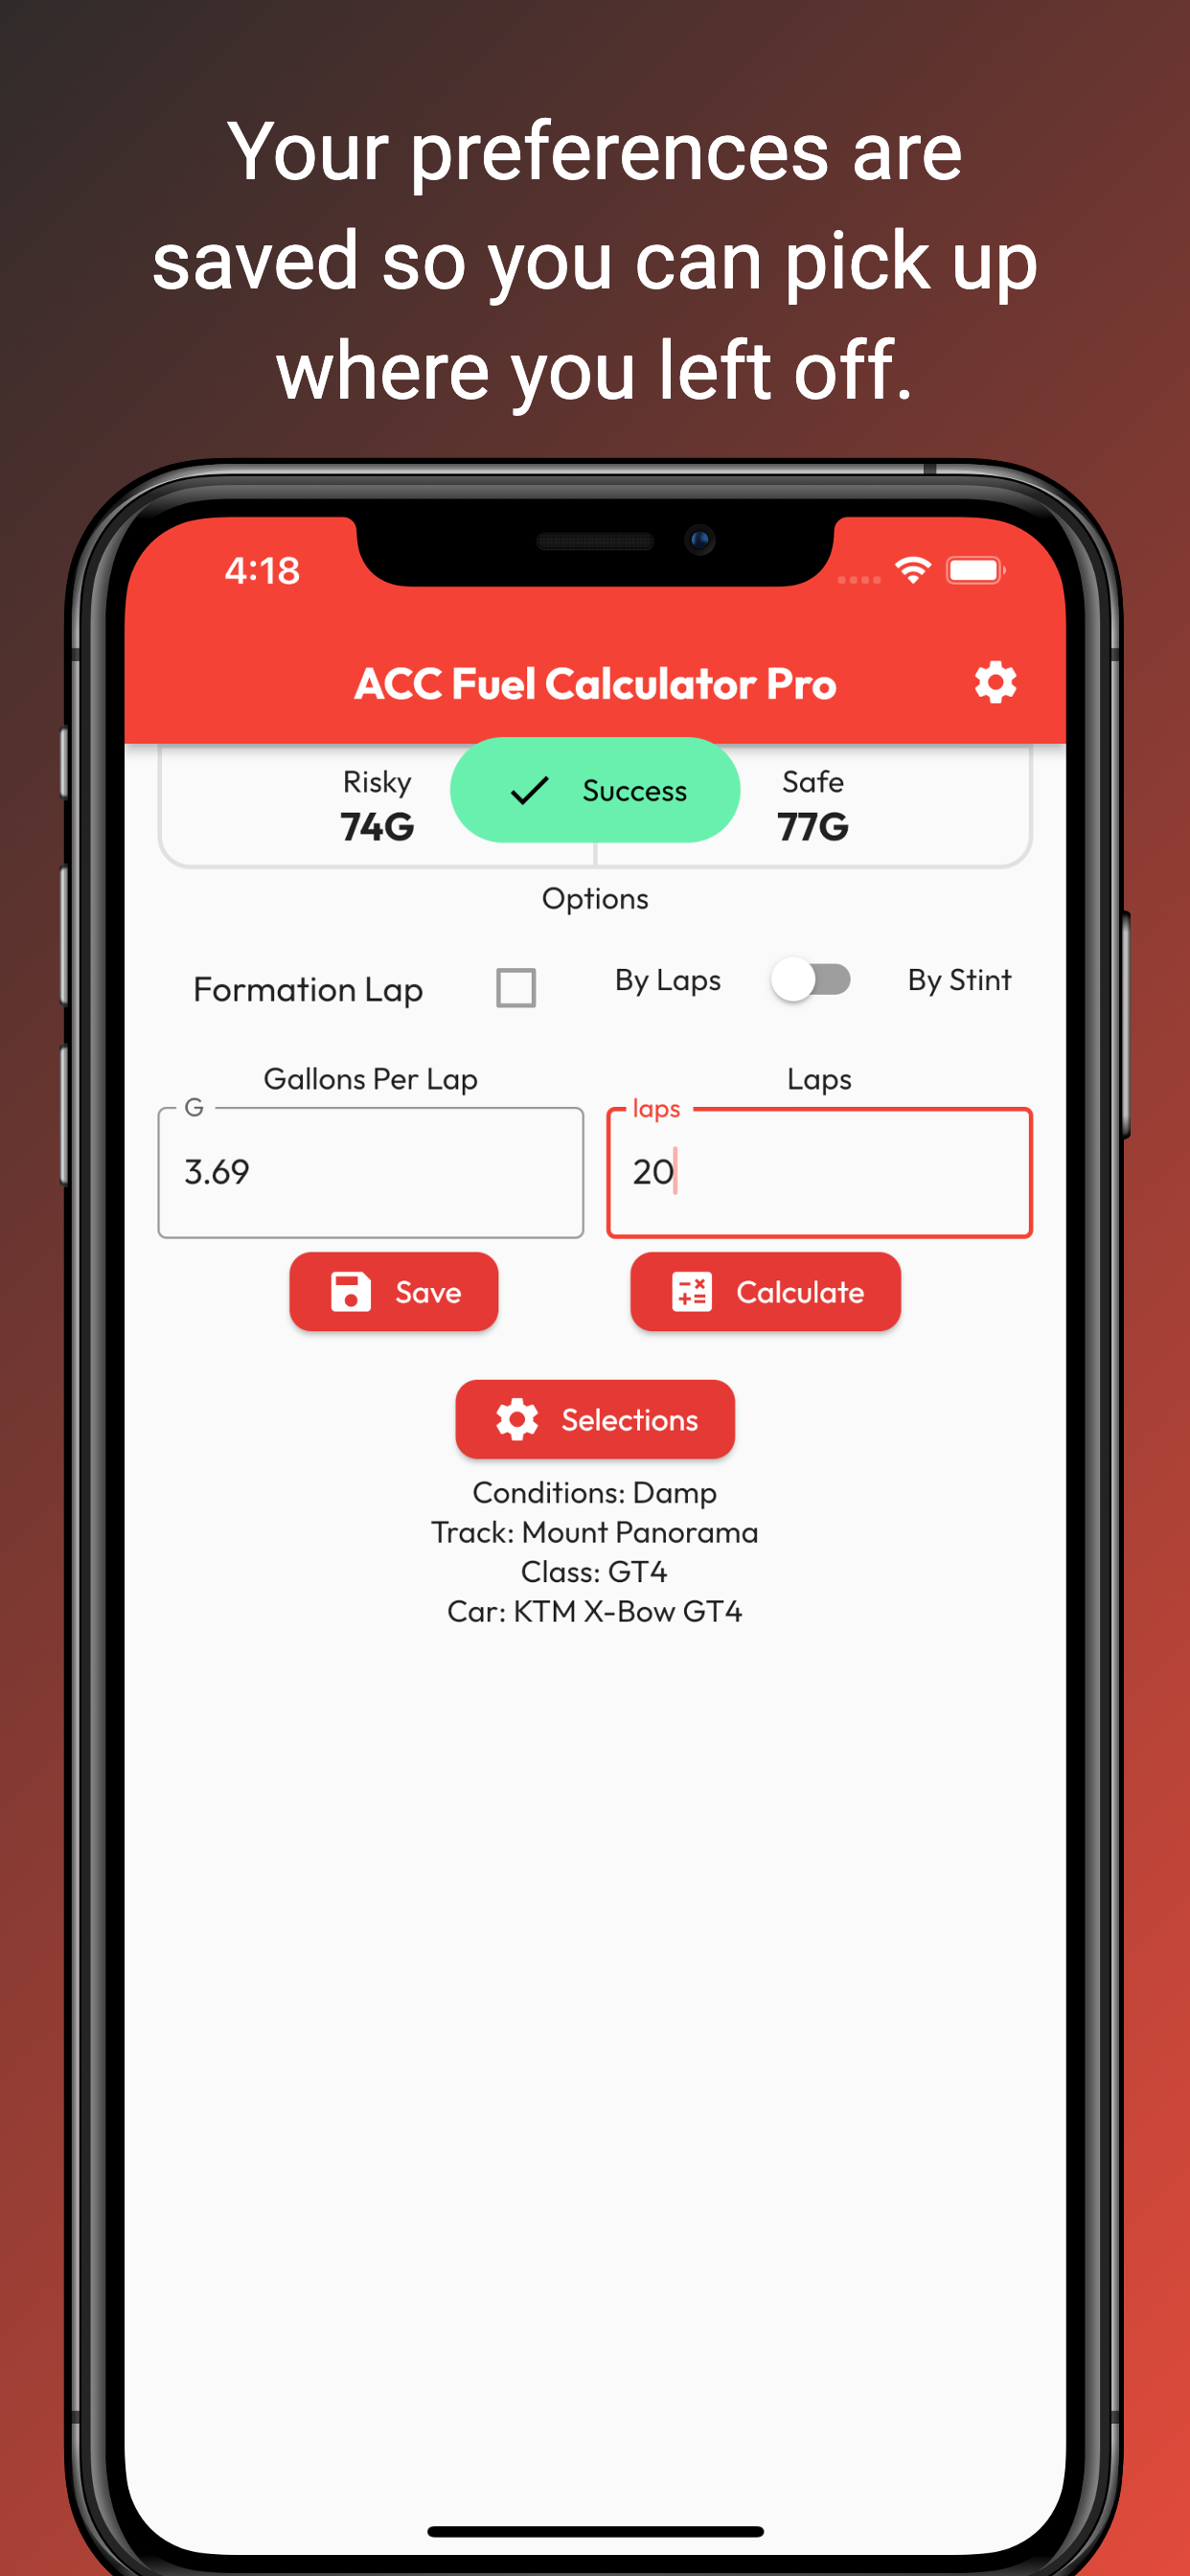 Your preferences are
saved so you can pick up
where you left off.
4:18
ACC Fuel Calculator Pro
Risky
74G
Success
Safe
77G
Options
Formation Lap
By Laps
By Stint
Gallons Per Lap
Laps
G
laps
3.69
20
Save
Calculate
Selections
Conditions: Damp
Track: Mount Panorama
Class: GT4
Car: KTM X-Bow GT4